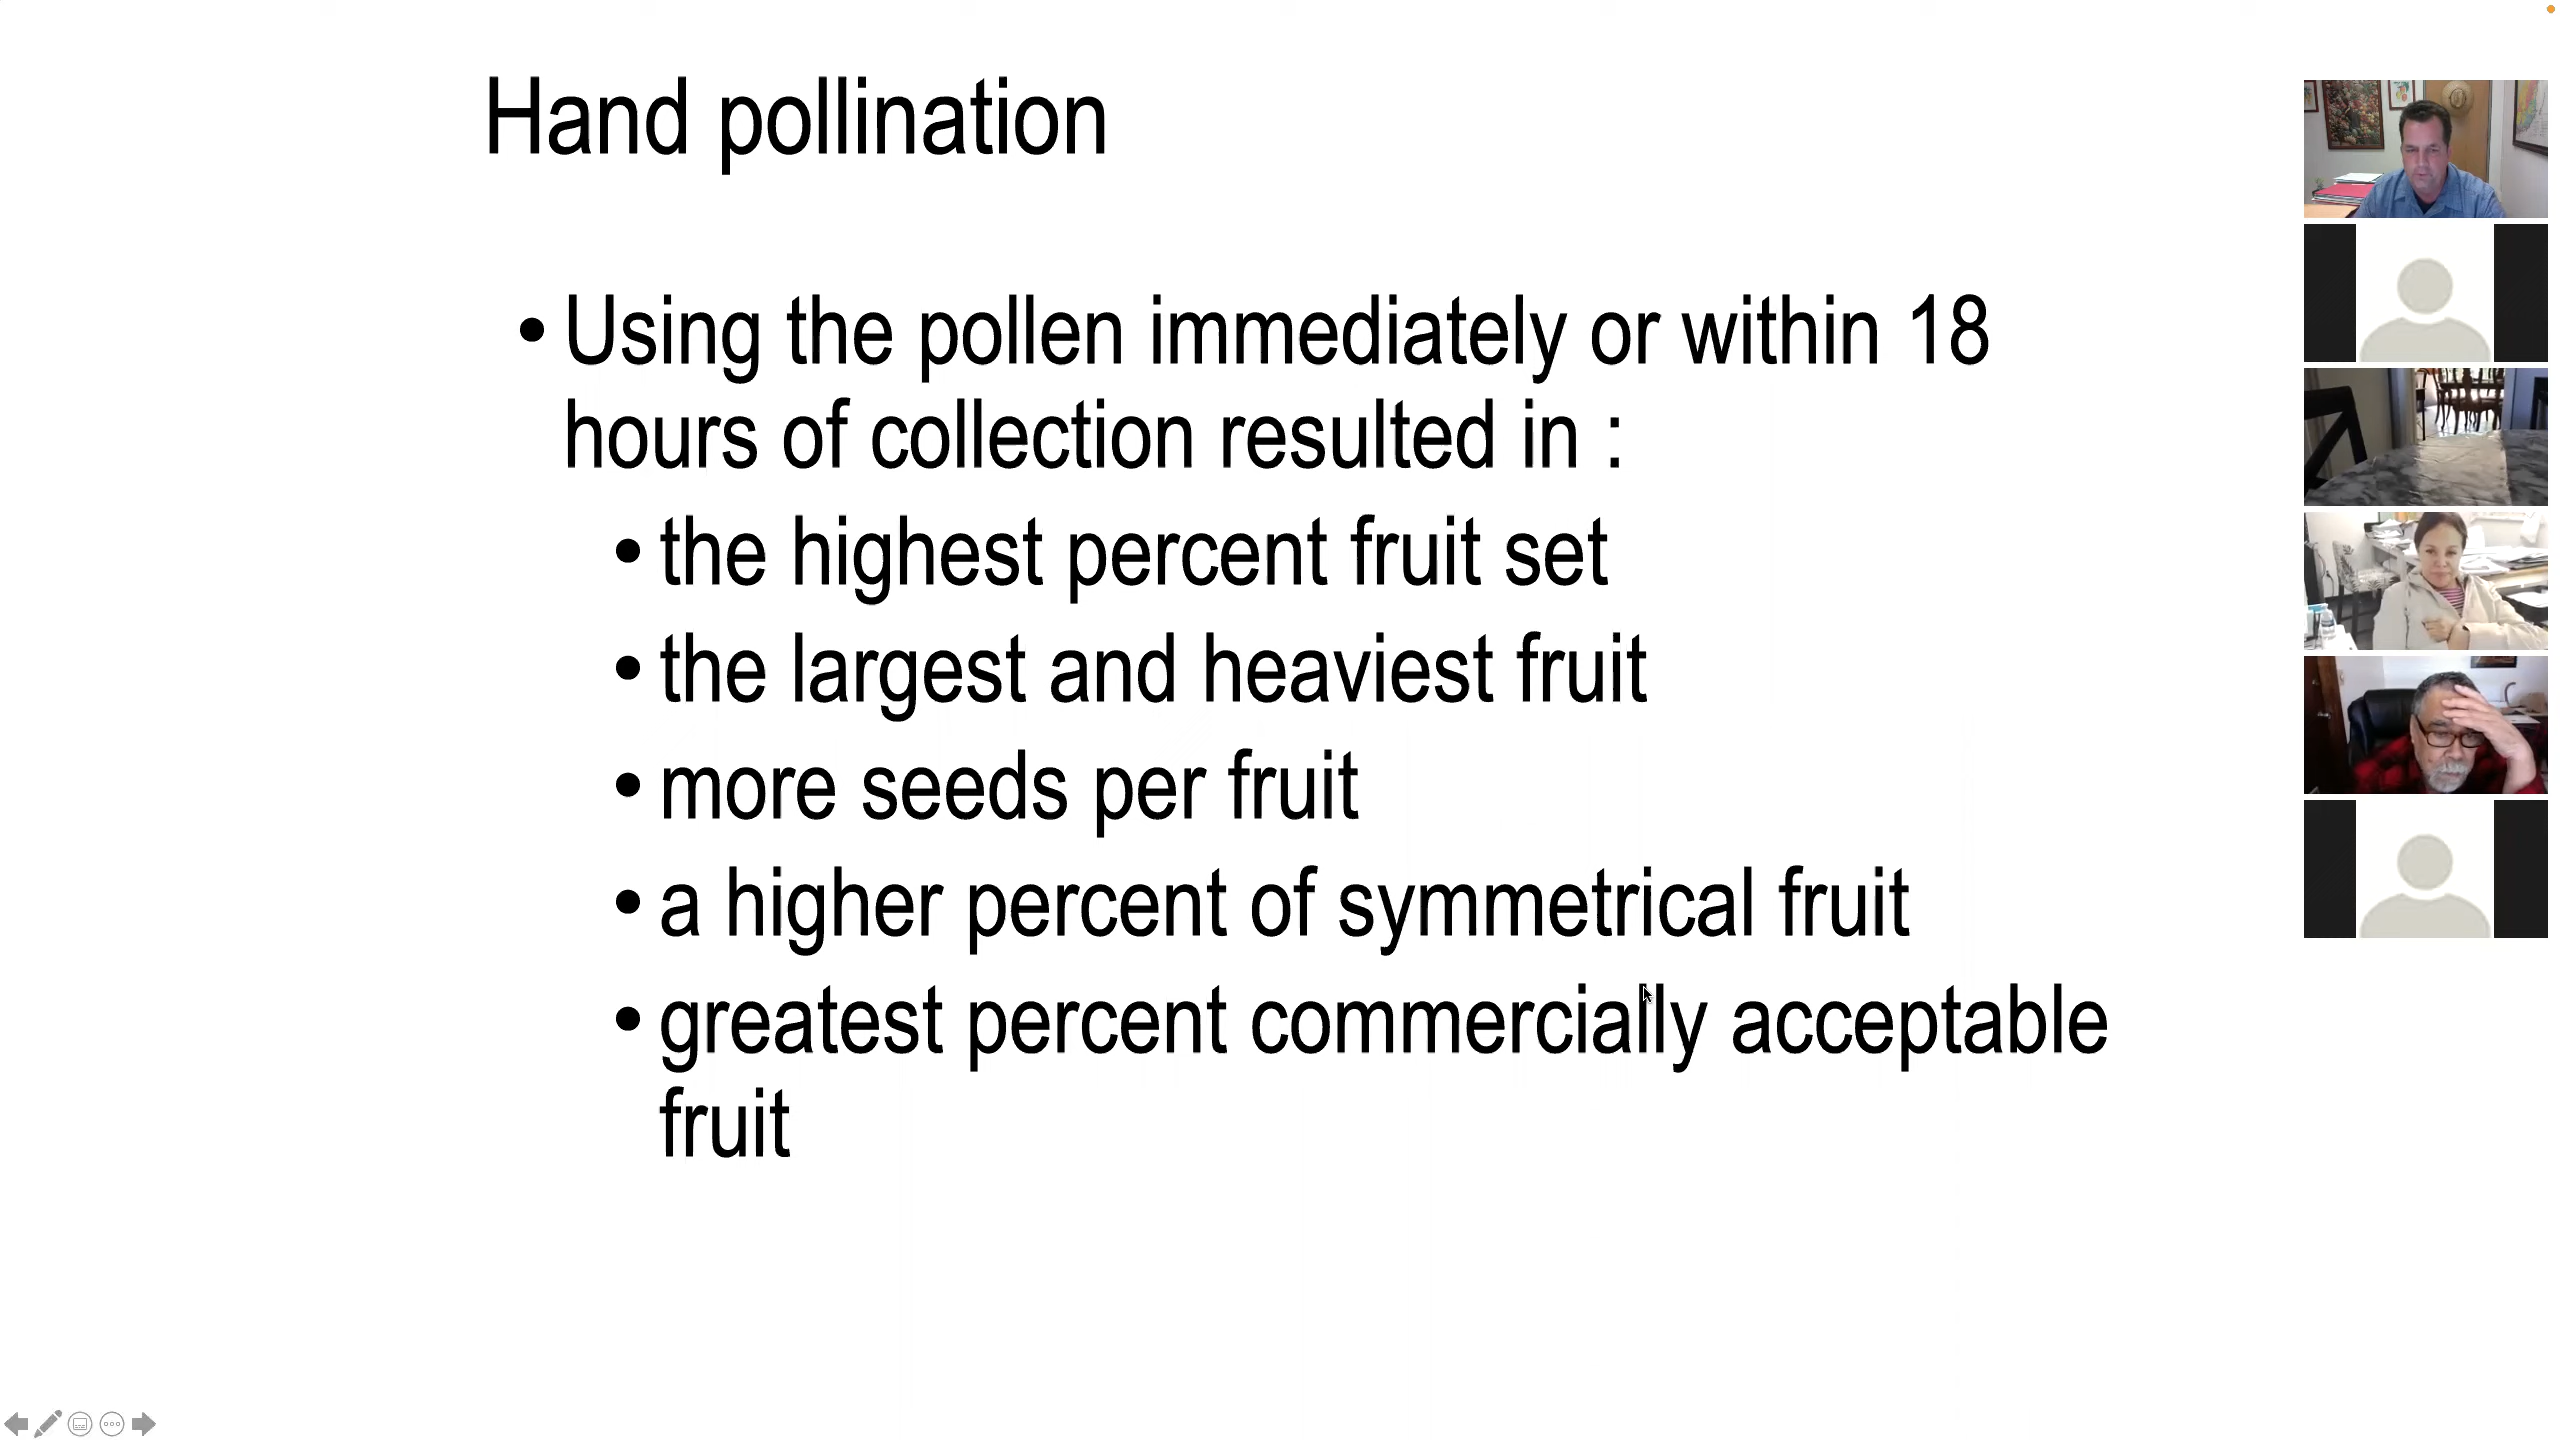 Hand pollination
• Using the pollen immediately or within 18
hours of collection resulted in :
• the highest percent fruit set
• the largest and heaviest fruit
• more seeds per fruit
• a higher percent of symmetrical fruit
• greatest percent commercially acceptable
fruit